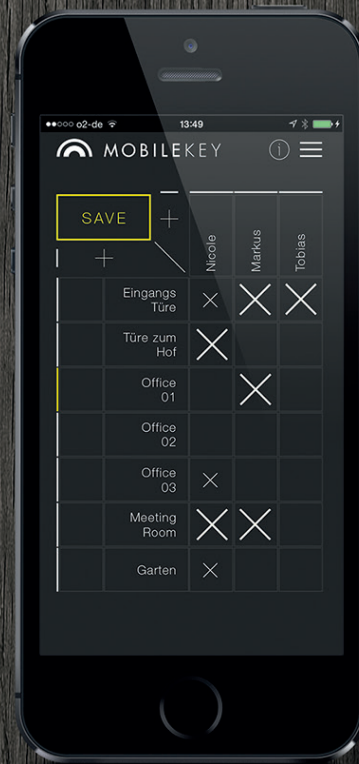 o2-de 13:49
MOBILEKEY i
SAVE
Nicole
Markus
Tobias
Eingangs
Türe
Türe zum
Hof
Office
01
Office
02
Office
03
Meeting
Room
Garten